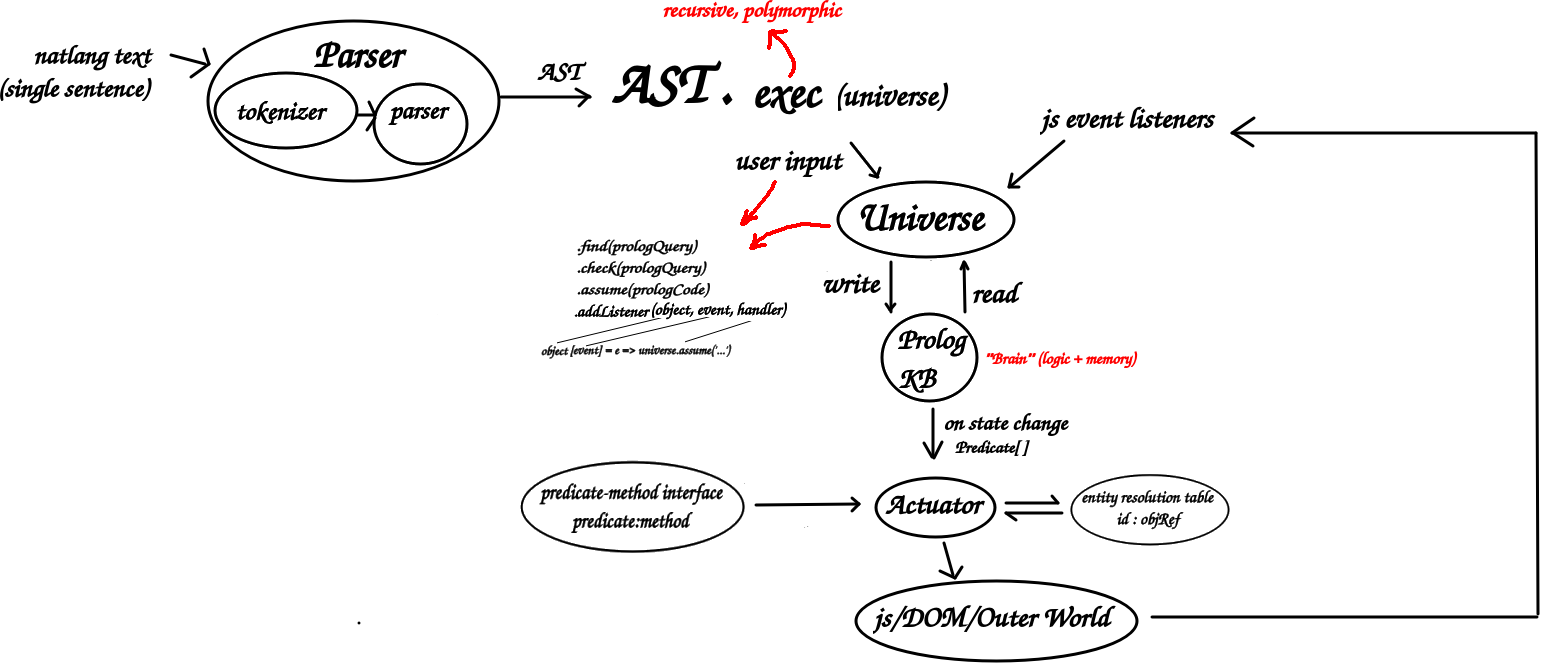 recursive, polymorphic
natlang text
(single sentence)
Parser
tokenizer
parser
AST
AST. exec (universe)
js event listeners
user input
Universe
.find(prologQuery)
.check(prologQuery)
.assume(prologCode)
.addListener(object, event, handler)
object [event] = e => universe.assume('...')
write
read
Prolog
KB
"Brain" (logic + memory)
on state change
Predicate[ ]
predicate-method interface
predicate:method
Actuator
entity resolution table
id : objRef
js/DOM/Outer World